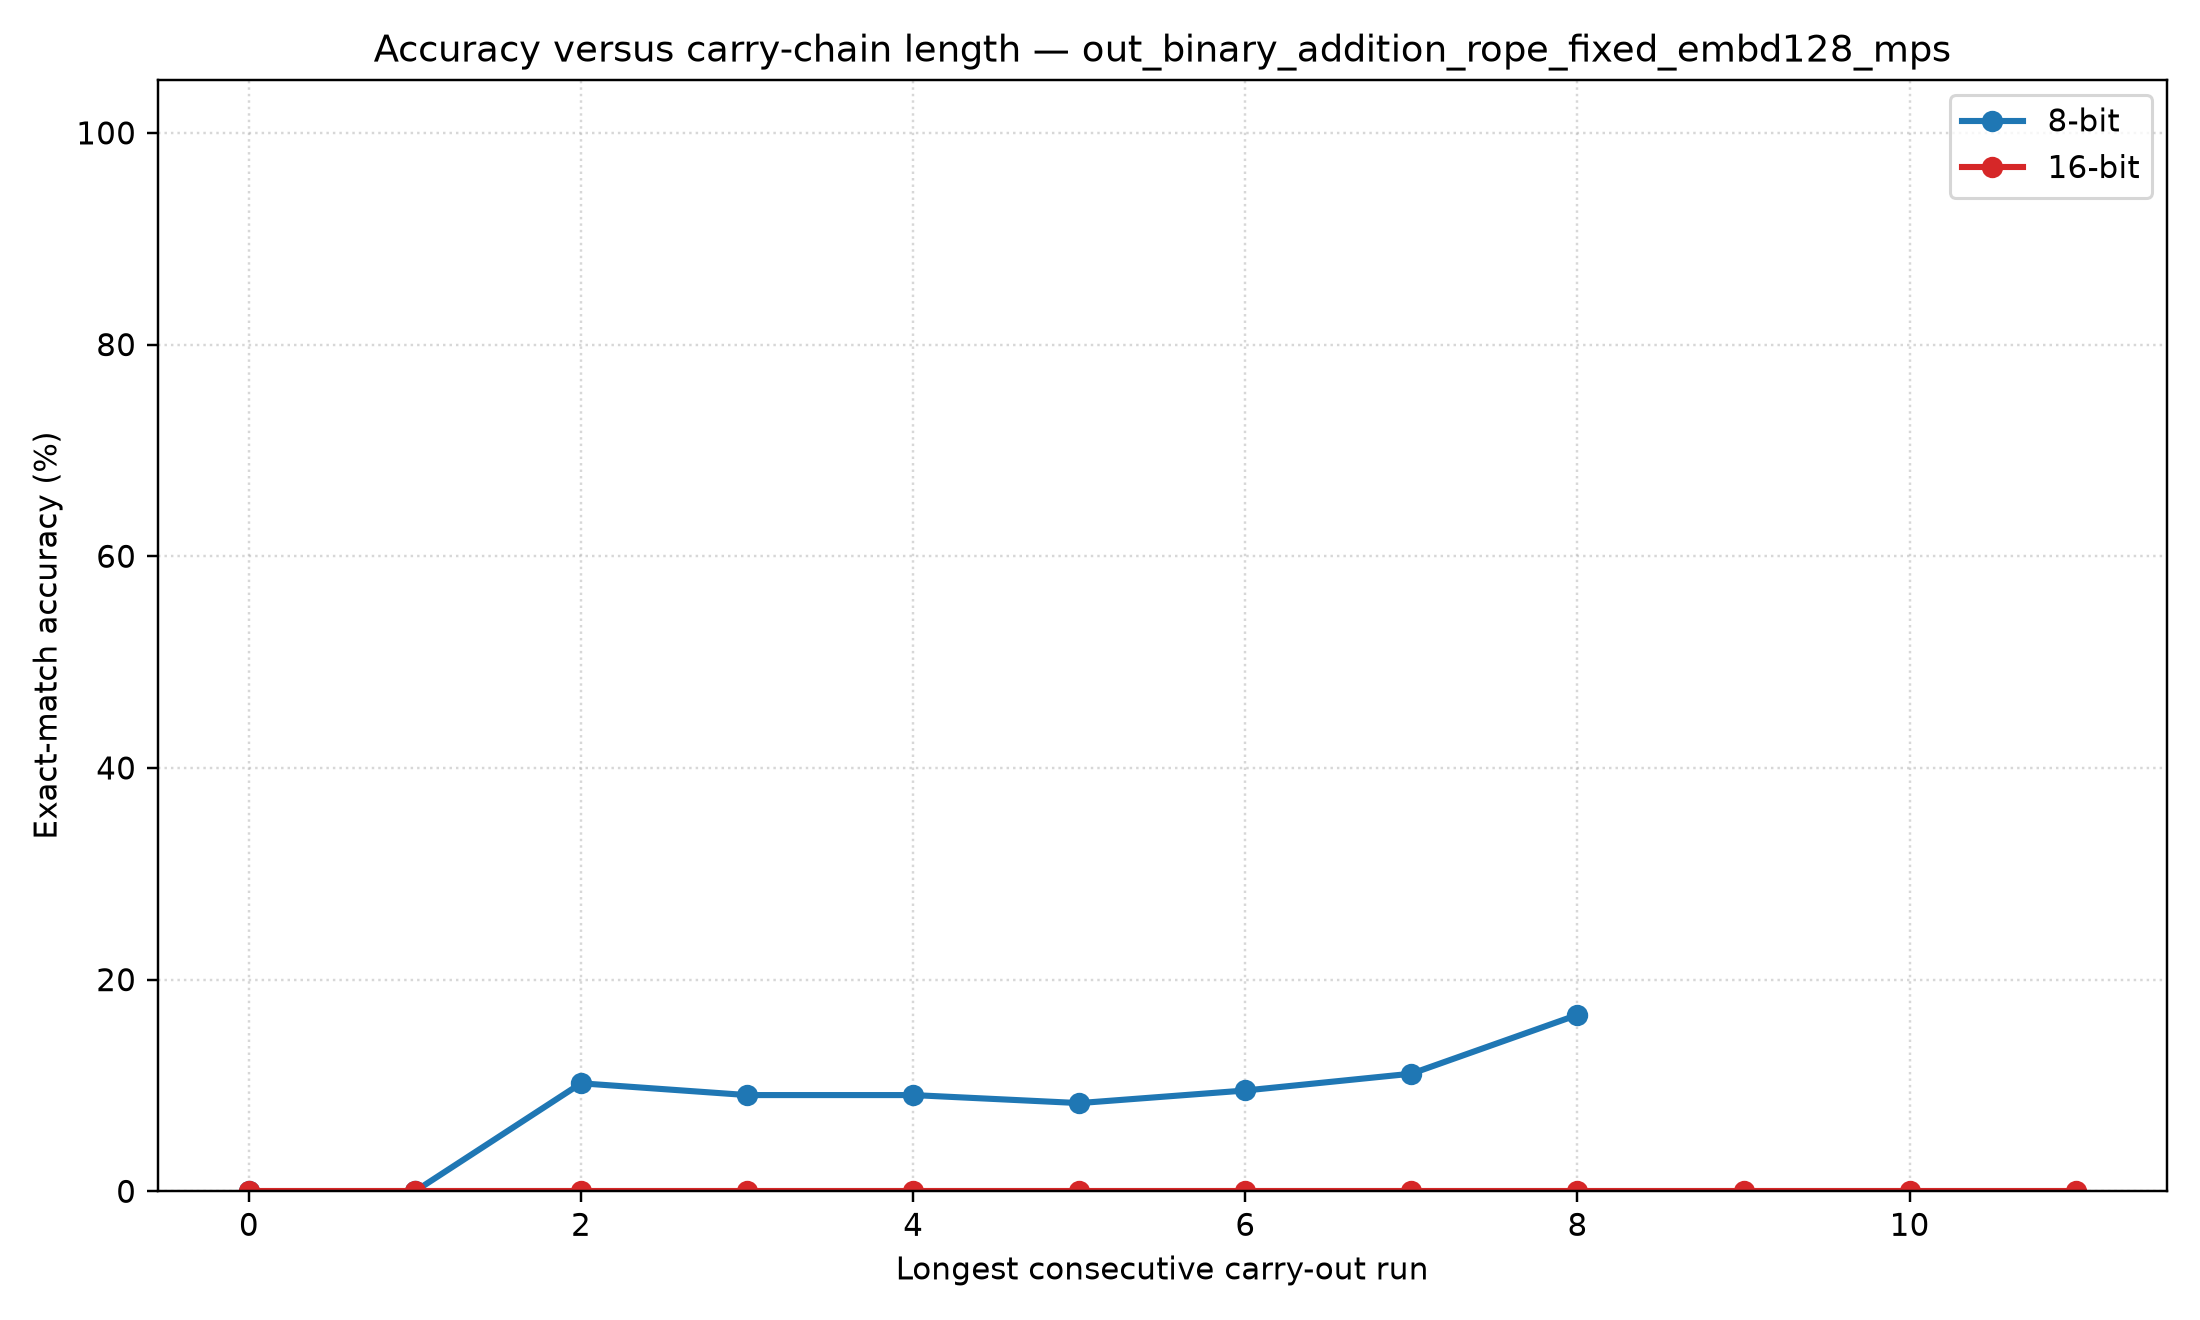 Accuracy versus carry-chain length — out_binary_addition_rope_fixed_embd128_mps
8-bit
16-bit
Exact-match accuracy (%)
100
80
60
40
20
0
0 2 4 6 8 10
Longest consecutive carry-out run